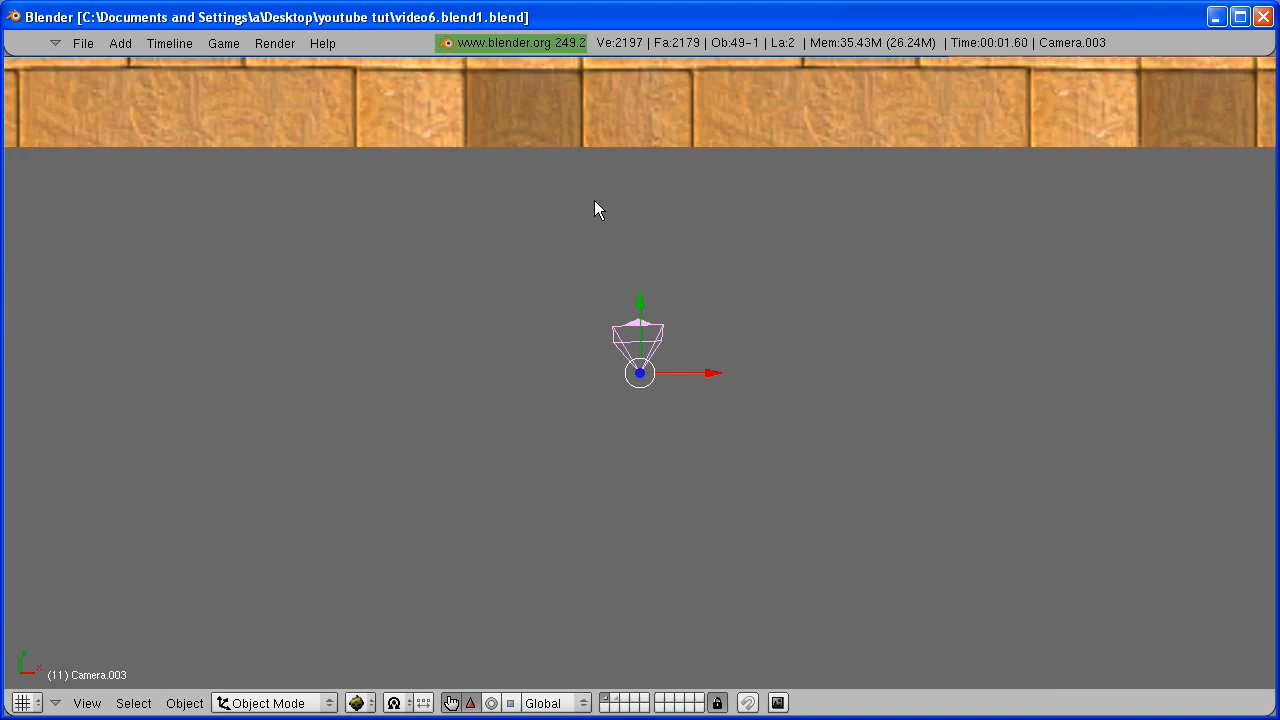 Blender [C:\Documents and Settings\a\Desktop\youtube tut\video6.blend1.blend]
File Add Timeline Game Render Help www.blender.org 249.2 Ve:2197 | Fa:2179 | Ob:49-1 | La:2 | Mem:35.43M (26.24M) | Time:00:01.60 | Camera.003
x
(11) Camera.003
View Select Object Object Mode Global